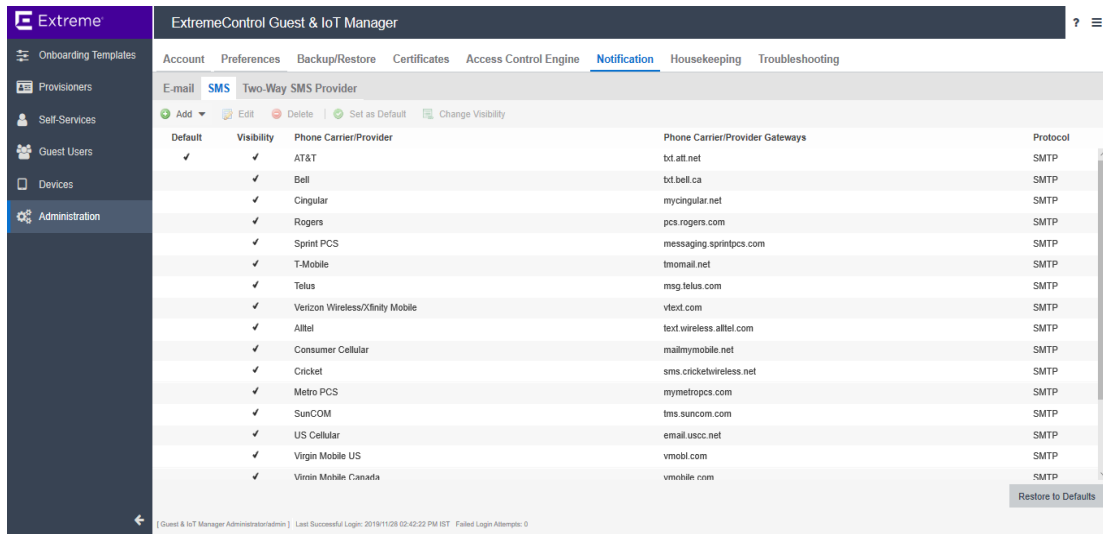 Extreme
ExtremeControl Guest & IoT Manager
?
Onboarding Templates
Provisioners
Self-Services
Guest Users
Devices
Administration
Account Preferences Backup/Restore Certificates Access Control Engine Notification Housekeeping Troubleshooting
E-mail SMS Two-Way SMS Provider
Add Edit Delete Set as Default Change Visibility
Default Visibility Phone Carrier/Provider Phone Carrier/Provider Gateways Protocol
AT&T txt.att.net SMTP
Bell txt.bell.ca SMTP
Cingular mycingular.net SMTP
Rogers pcs.rogers.com SMTP
Sprint PCS messaging.sprintpcs.com SMTP
T-Mobile tmomail.net SMTP
Telus msg.telus.com SMTP
Verizon Wireless/Xfinity Mobile vtext.com SMTP
Alltel text.wireless.alltel.com SMTP
Consumer Cellular mailmymobile.net SMTP
Cricket sms.cricketwireless.net SMTP
Metro PCS mymetropcs.com SMTP
SunCOM tms.suncom.com SMTP
US Cellular email.uscc.net SMTP
Virgin Mobile US vmobl.com SMTP
Virgin Mobile Canada vmobile.com SMTP
Restore to Defaults
[ Guest & IoT Manager Administrator/admin ] Last Successful Login: 2019/11/28 02:42:22 PM IST Failed Login Attempts: 0